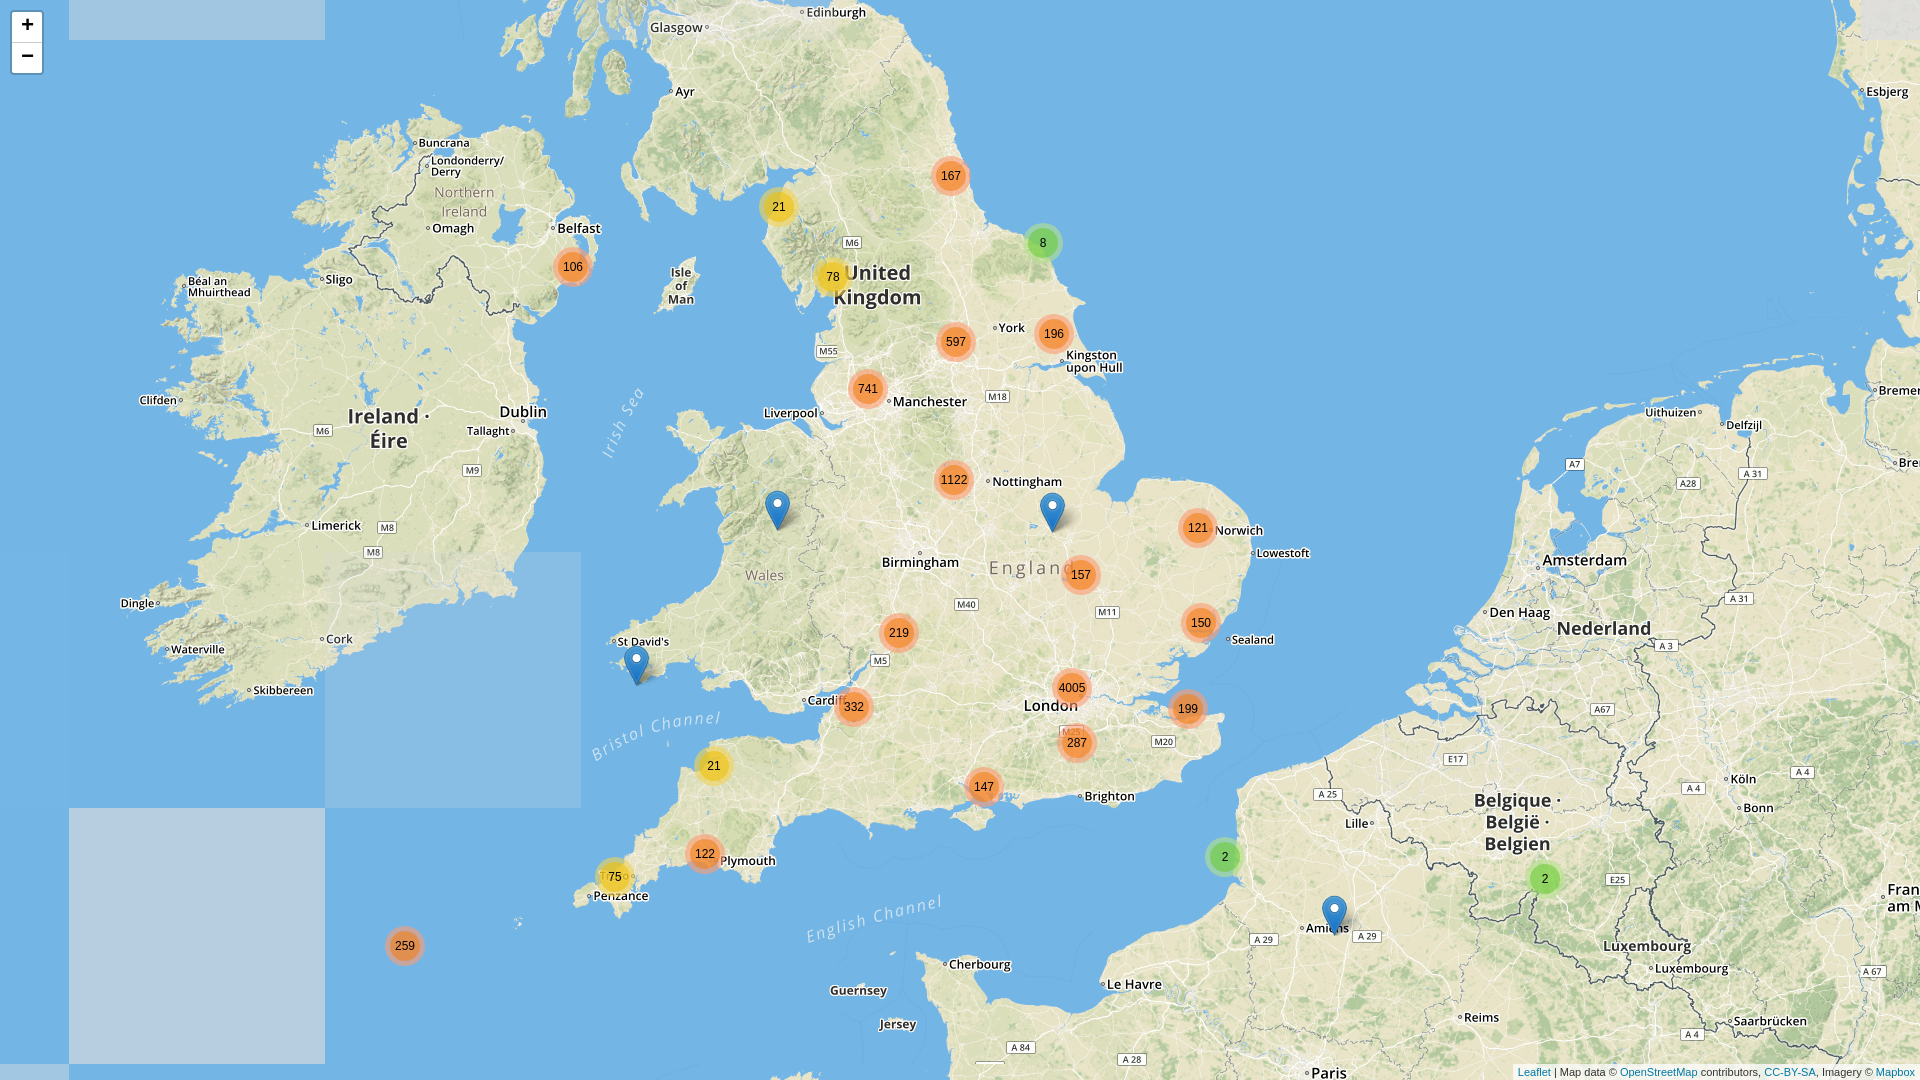 +
−
Edinburgh
Glasgow
Ayr
Esbjerg
Buncrana
Londonderry/
Derry
Northern
Ireland
Omagh
Belfast
106
167
21
M6
8
78
United
Kingdom
Isle
of
Man
Béal an
Mhuirthead
Sligo
York
196
597
M55
Kingston
upon Hull
741
Manchester
M18
Liverpool
Clifden
Ireland ·
Éire
Dublin
Tallaght
M6
M9
Irish Sea
Uithuizen
Delfzijl
A7
A 31
A28
1122
Nottingham
121
Norwich
Lowestoft
Limerick
M8
M8
Birmingham
England
157
Wales
Amsterdam
Den Haag
A 31
Nederland
A 3
Dingle
Cork
Waterville
Skibbereen
M40
M11
150
Sealand
219
St David's
M5
4005
London
199
Cardiff
332
M25
287
M20
A67
Bristol Channel
E17
21
147
Brighton
A 25
Lille
Belgique ·
België ·
Belgien
Köln
A 4
A 4
Bonn
122
Plymouth
75
Penzance
2
2
E25
259
English Channel
Amiens
A 29
A 29
Luxembourg
Luxembourg
A 67
Cherbourg
Guernsey
Jersey
Le Havre
Reims
Saarbrücken
A 84
A 28
A 4
Paris
Leaflet | Map data © OpenStreetMap contributors, CC-BY-SA, Imagery © Mapbox